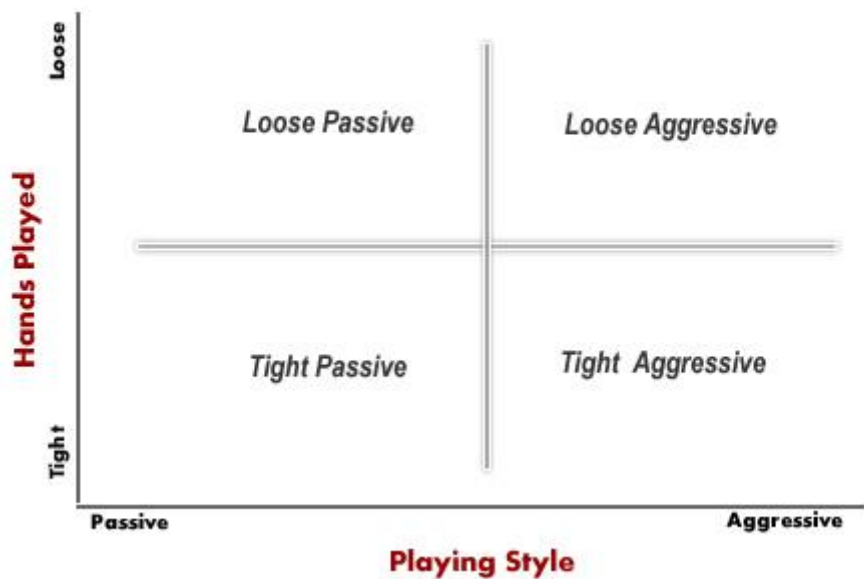 Loose
Loose Passive
Loose Aggressive
Hands Played
Tight Passive
Tight Aggressive
Tight
Passive
Aggressive
Playing Style